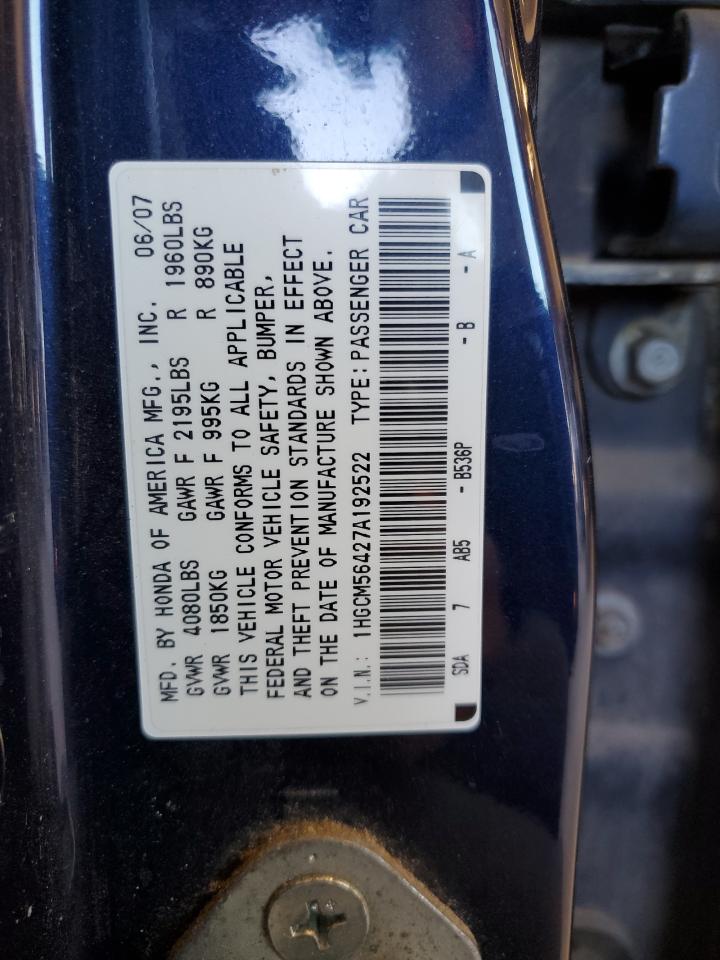 MFD. BY HONDA OF AMERICA MFG., INC. 06/07
GVWR 4080LBS GAWR F 2195LBS R 1960LBS
GVWR 1850KG GAWR F 995KG R 890KG
THIS VEHICLE CONFORMS TO ALL APPLICABLE
FEDERAL MOTOR VEHICLE SAFETY, BUMPER,
AND THEFT PREVENTION STANDARDS IN EFFECT
ON THE DATE OF MANUFACTURE SHOWN ABOVE.
V.I.N.: 1HGCM56427A192522 TYPE:PASSENGER CAR
SDA 7 AB5 - B536P - B - A